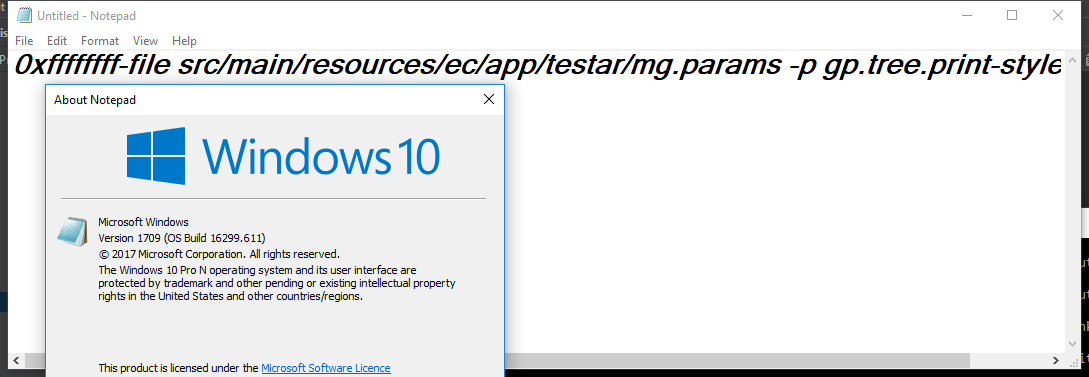 Untitled - Notepad
File Edit Format View Help
0xffffffff-file src/main/resources/ec/app/testar/mg.params -p gp.tree.print-style
About Notepad
Windows 10
Microsoft Windows
Version 1709 (OS Build 16299.611)
© 2017 Microsoft Corporation. All rights reserved.
The Windows 10 Pro N operating system and its user interface are
protected by trademark and other pending or existing intellectual property
rights in the United States and other countries/regions.
This product is licensed under the Microsoft Software Licence